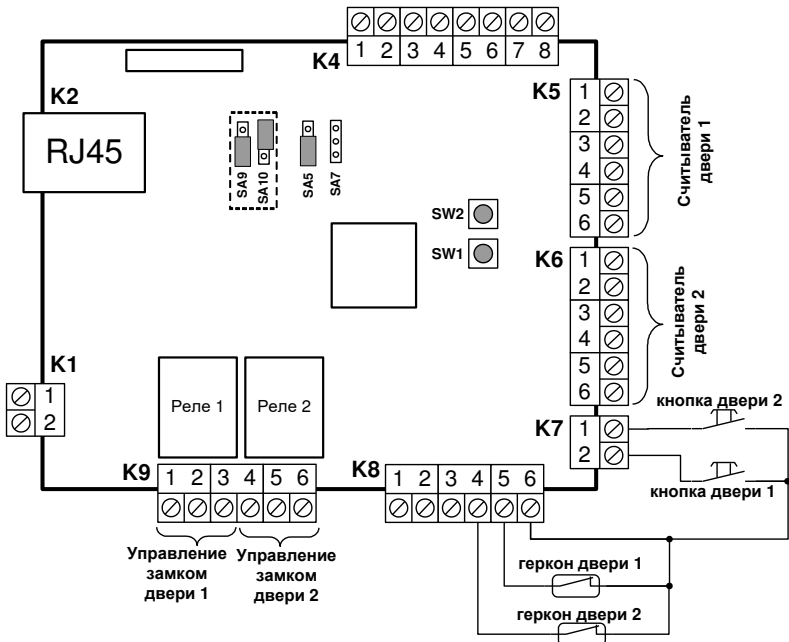 K4
1 2 3 4 5 6 7 8
K2
RJ45
SA9
SA10
SA5
SA7
SW2
SW1
K5
1
2
3
4
5
6
Считыватель
двери 1
K6
1
2
3
4
5
6
Считыватель
двери 2
K1
1
2
Реле 1
Реле 2
K7
1
2
кнопка двери 2
кнопка двери 1
K9
1 2 3 4 5 6
K8
1 2 3 4 5 6
Управление
замком
двери 1
Управление
замком
двери 2
геркон двери 1
геркон двери 2